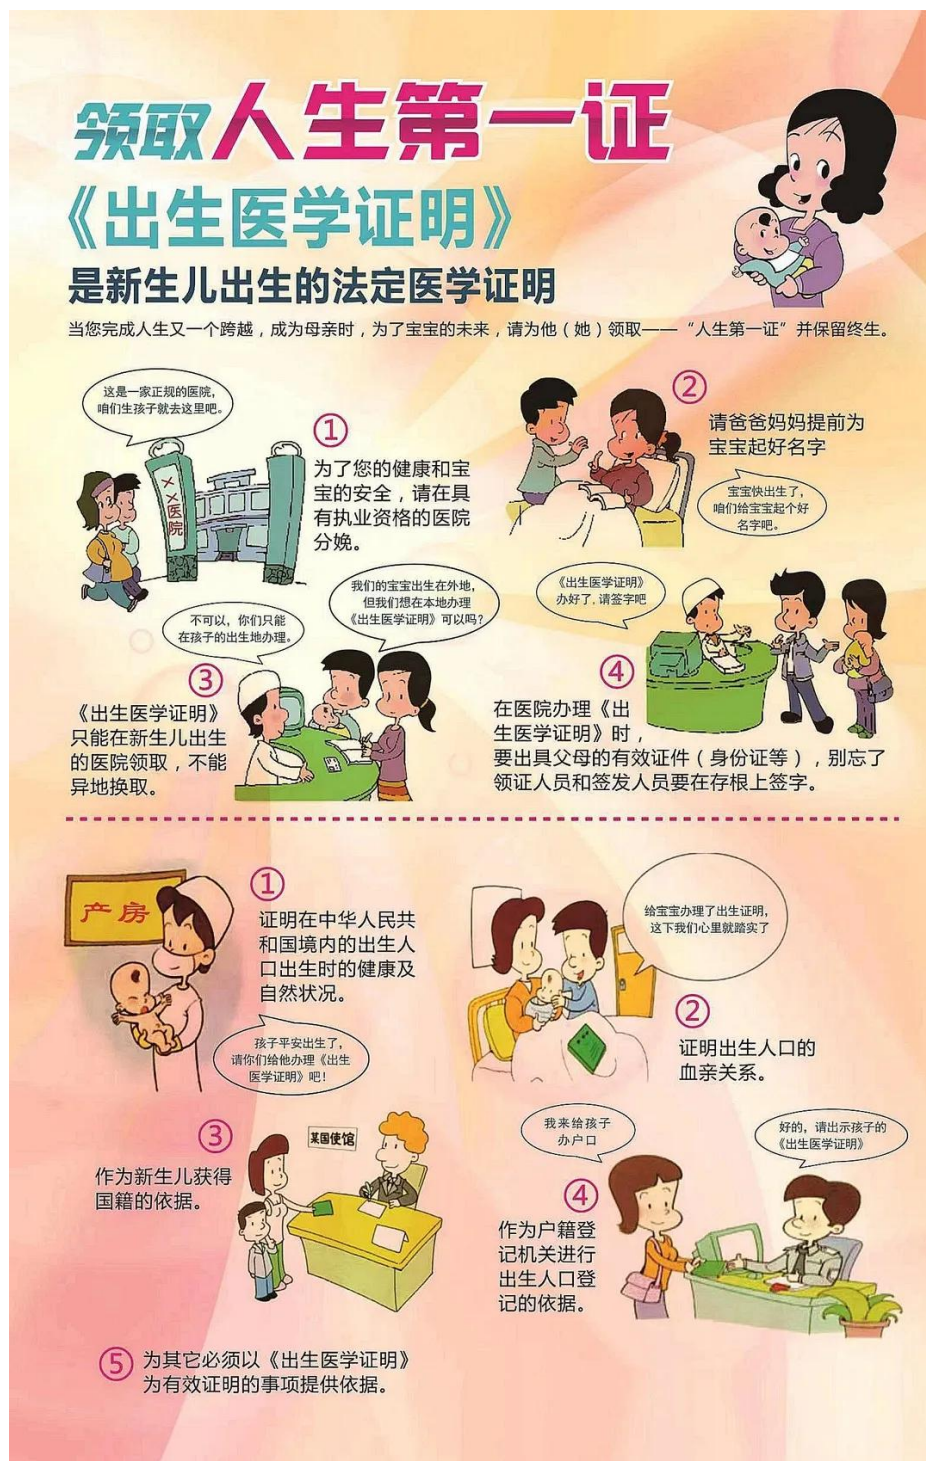 领取人生第一证
《出生医学证明》
是新生儿出生的法定医学证明
当您完成人生又一个跨越，成为母亲时，为了宝宝的未来，请为他（她）领取——“人生第一证”并保留终生。
这是一家正规的医院，
咱们生孩子就去这里吧。
××医院
①
为了您的健康和宝
宝的安全，请在具
有执业资格的医院
分娩。
②
请爸爸妈妈提前为
宝宝起好名字
宝宝快出生了，
咱们给宝宝起个好
名字吧。
我们的宝宝出生在外地，
但我们想在本地办理
《出生医学证明》可以吗？
不可以，你们只能
在孩子的出生地办理。
③
《出生医学证明》
只能在新生儿出生
的医院领取，不能
异地换取。
《出生医学证明》
办好了，请签字吧
④
在医院办理《出
生医学证明》时，
要出具父母的有效证件（身份证等），别忘了
领证人员和签发人员要在存根上签字。
产房
①
证明在中华人民共
和国境内的出生人
口出生时的健康及
自然状况。
孩子平安出生了，
请你们给他办理《出生
医学证明》吧！
给宝宝办理了出生证明，
这下我们心里就踏实了
②
证明出生人口的
血亲关系。
③
作为新生儿获得
国籍的依据。
某国使馆
我来给孩子
办户口
好的，请出示孩子的
《出生医学证明》
④
作为户籍登
记机关进行
出生人口登
记的依据。
⑤ 为其它必须以《出生医学证明》
为有效证明的事项提供依据。